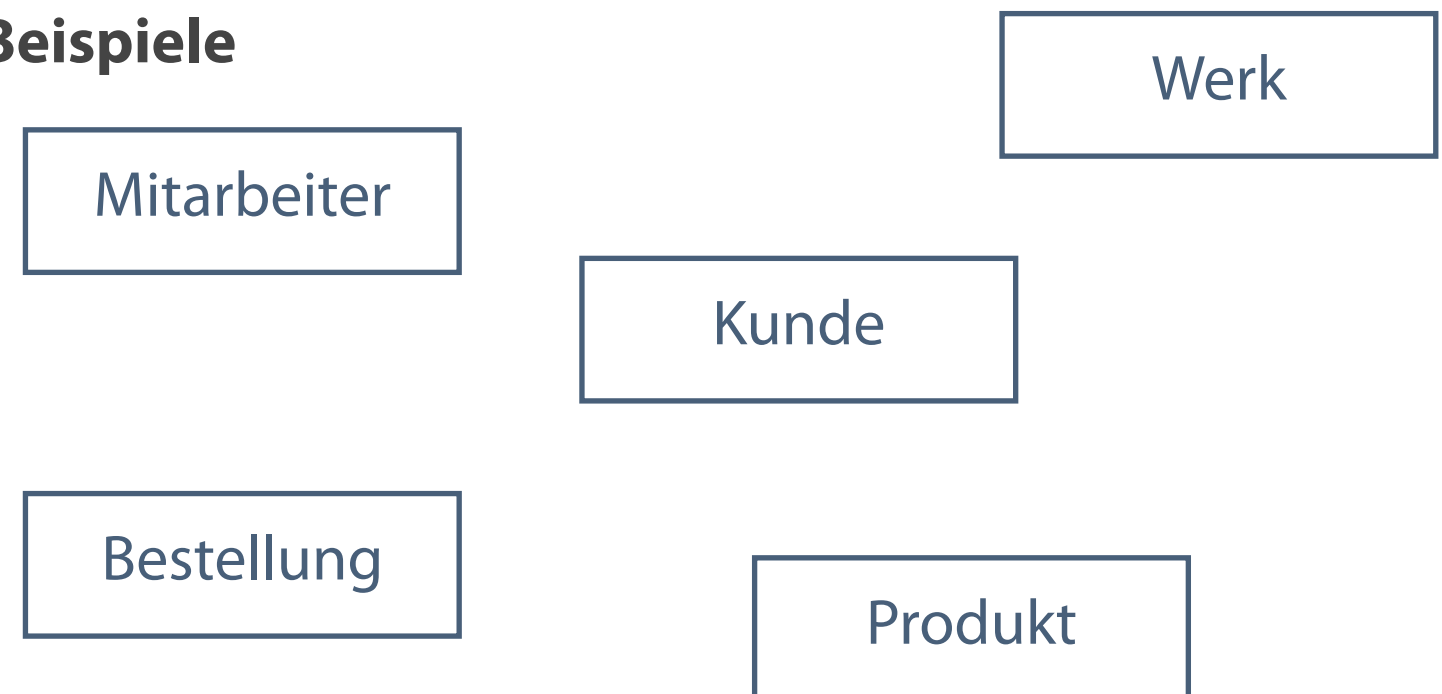 Beispiele
Werk
Mitarbeiter
Kunde
Bestellung
Produkt